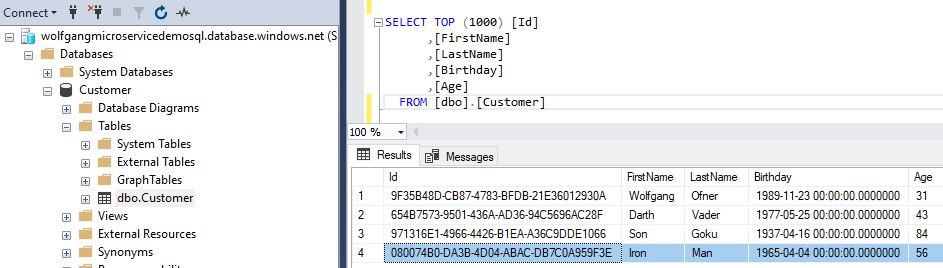 Connect
wolfgangmicroservicedemosql.database.windows.net (S
Databases
System Databases
Customer
Database Diagrams
Tables
System Tables
External Tables
GraphTables
dbo.Customer
Views
External Resources
Synonyms
SELECT TOP (1000) [Id]
,[FirstName]
,[LastName]
,[Birthday]
,[Age]
FROM [dbo].[Customer]
100 %
Results Messages
Id FirstName LastName Birthday Age
1 9F35B48D-CB87-4783-BFDB-21E36012930A Wolfgang Ofner 1989-11-23 00:00:00.0000000 31
2 654B7573-9501-436A-AD36-94C5696AC28F Darth Vader 1977-05-25 00:00:00.0000000 43
3 971316E1-4966-4426-B1EA-A36C9DDE1066 Son Goku 1937-04-16 00:00:00.0000000 84
4 080074B0-DA3B-4D04-ABAC-DB7C0A959F3E Iron Man 1965-04-04 00:00:00.0000000 56